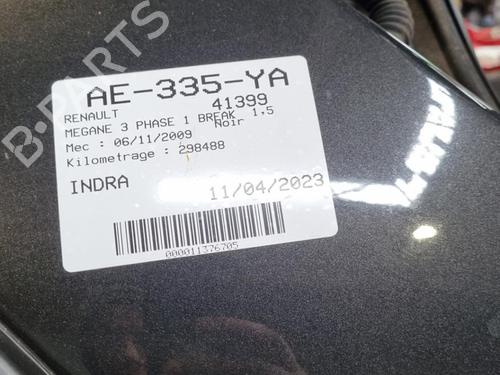 AE-335-YA
RENAULT 41399
MEGANE 3 PHASE 1 BREAK 1,5
Noir
Mec : 06/11/2009
Kilometrage : 298488
INDRA 11/04/2023
000011376705
B-PARTS